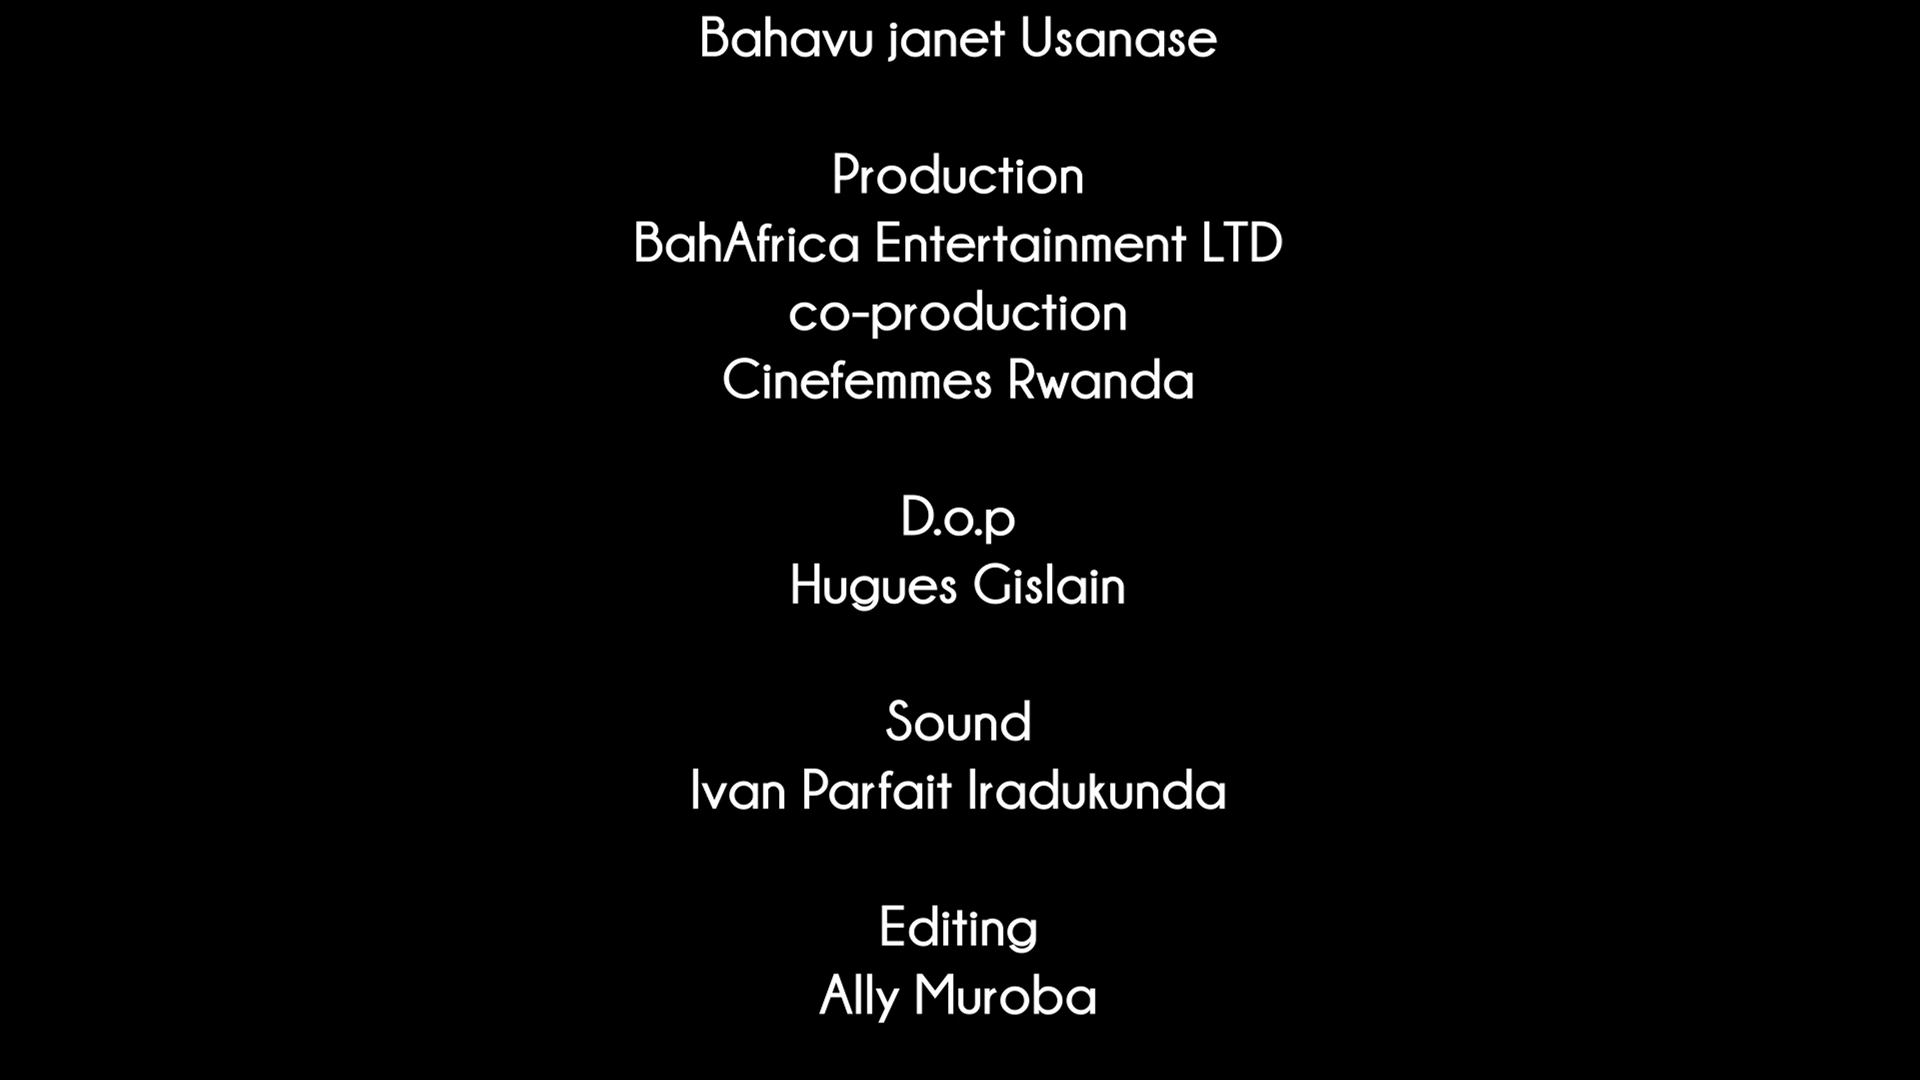 Bahavu janet Usanase
Production
BahAfrica Entertainment LTD
co-production
Cinefemmes Rwanda
D.o.p
Hugues Gislain
Sound
Ivan Parfait Iradukunda
Editing
Ally Muroba